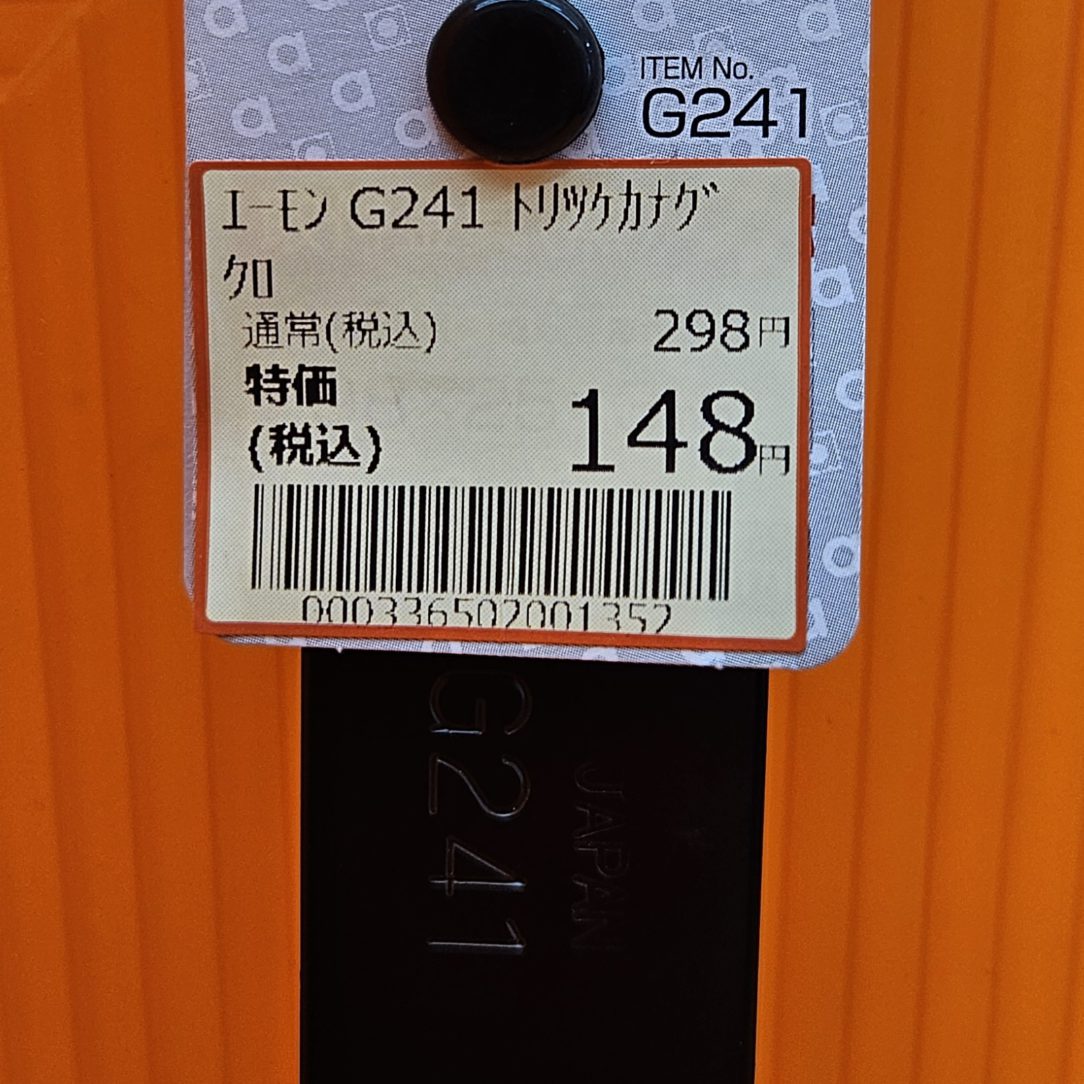 ITEM No.
G241
ｴｰﾓﾝ G241 ﾄﾘﾂｹｶﾅｸﾞ
ｸﾛ
通常(税込) 298円
特価
(税込) 148円
000336502001352
G241
JAPAN